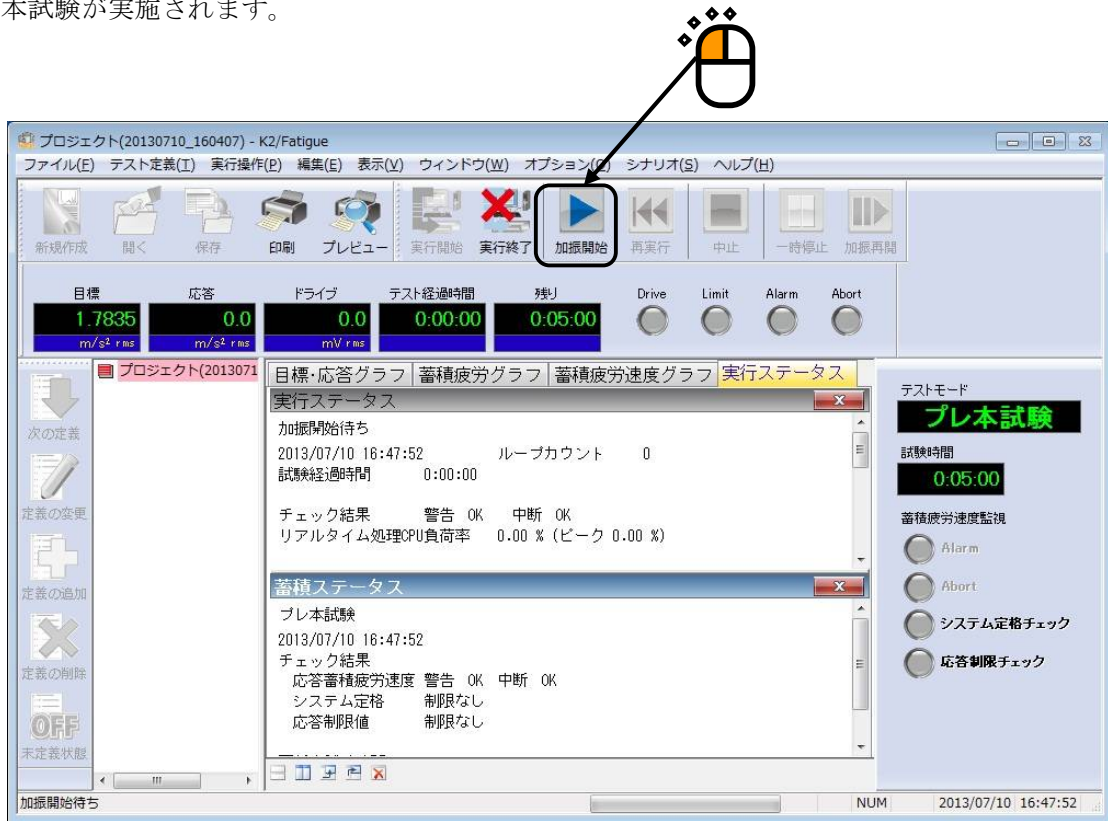 本試験が実施されます。
プロジェクト(20130710_160407) - K2/Fatigue
ファイル(F) テスト定義(T) 実行操作(P) 編集(E) 表示(V) ウィンドウ(W) オプション(O) シナリオ(S) ヘルプ(H)
新規作成 開く 保存 印刷 プレビュー 実行開始 実行終了 加振開始 再実行 中止 一時停止 加振再開
目標 応答 ドライブ テスト経過時間 残り Drive Limit Alarm Abort
1.7835 0.0 0.0 0:00:00 0:05:00
m/s² rms m/s² rms mV rms
プロジェクト(2013071
目標・応答グラフ 蓄積疲労グラフ 蓄積疲労速度グラフ 実行ステータス
実行ステータス
加振開始待ち
2013/07/10 16:47:52 ループカウント 0
試験経過時間 0:00:00
チェック結果 警告 OK 中断 OK
リアルタイム処理CPU負荷率 0.00 % (ピーク 0.00 %)
蓄積ステータス
プレ本試験
2013/07/10 16:47:52
チェック結果
応答蓄積疲労速度 警告 OK 中断 OK
システム定格 制限なし
応答制限値 制限なし
次の定義
定義の変更
定義の追加
定義の削除
OFF
未定義状態
テストモード
プレ本試験
試験時間
0:05:00
蓄積疲労速度監視
Alarm
Abort
システム定格チェック
応答制限チェック
加振開始待ち NUM 2013/07/10 16:47:52